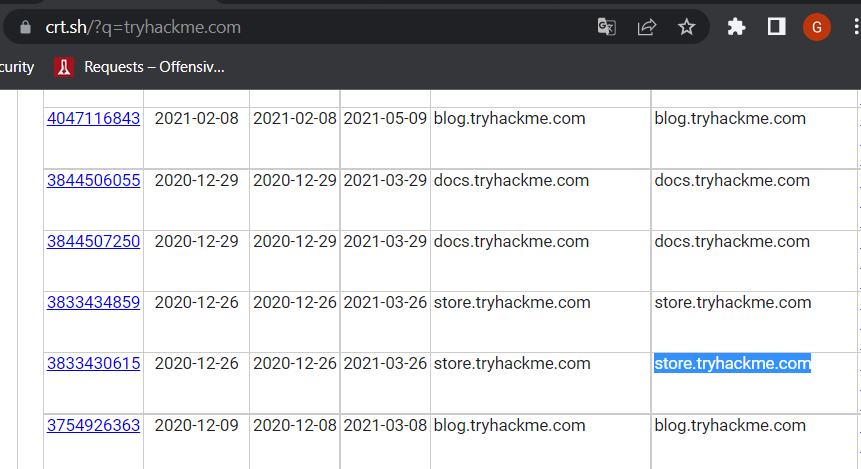 crt.sh/?q=tryhackme.com
G
curity Requests – Offensiv...
4047116843 2021-02-08 2021-02-08 2021-05-09 blog.tryhackme.com blog.tryhackme.com
3844506055 2020-12-29 2020-12-29 2021-03-29 docs.tryhackme.com docs.tryhackme.com
3844507250 2020-12-29 2020-12-29 2021-03-29 docs.tryhackme.com docs.tryhackme.com
3833434859 2020-12-26 2020-12-26 2021-03-26 store.tryhackme.com store.tryhackme.com
3833430615 2020-12-26 2020-12-26 2021-03-26 store.tryhackme.com store.tryhackme.com
3754926363 2020-12-09 2020-12-08 2021-03-08 blog.tryhackme.com blog.tryhackme.com